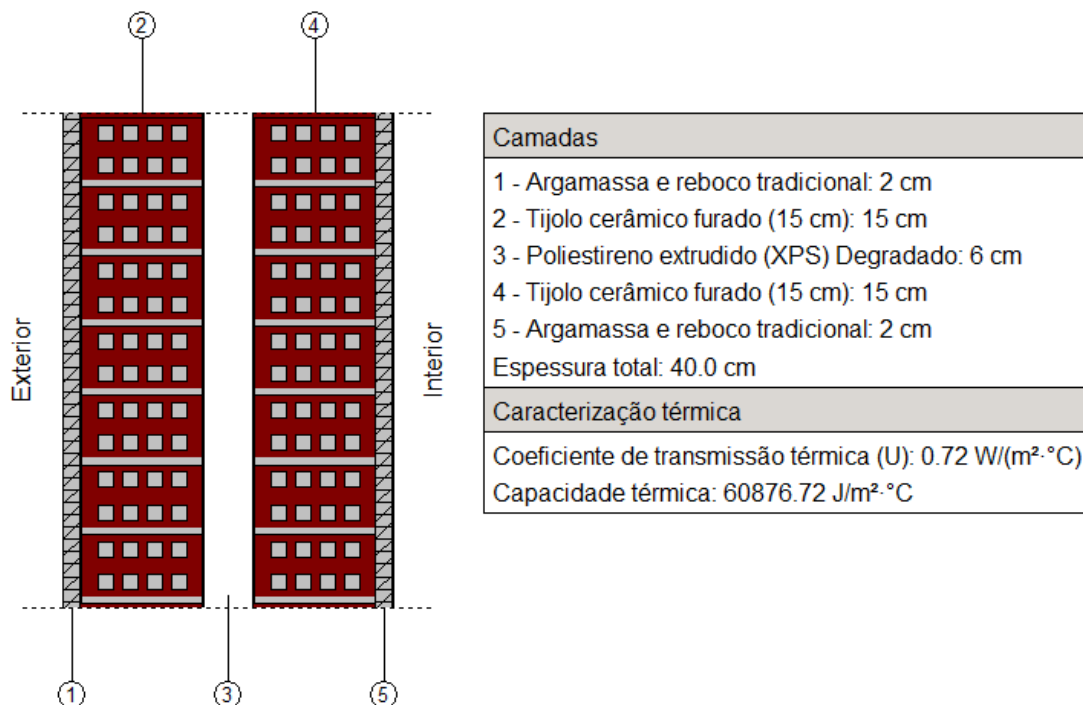 2
4
Exterior
Interior
1
3
5
Camadas
1 - Argamassa e reboco tradicional: 2 cm
2 - Tijolo cerâmico furado (15 cm): 15 cm
3 - Poliestireno extrudido (XPS) Degradado: 6 cm
4 - Tijolo cerâmico furado (15 cm): 15 cm
5 - Argamassa e reboco tradicional: 2 cm
Espessura total: 40.0 cm
Caracterização térmica
Coeficiente de transmissão térmica (U): 0.72 W/(m²·°C)
Capacidade térmica: 60876.72 J/m²·°C